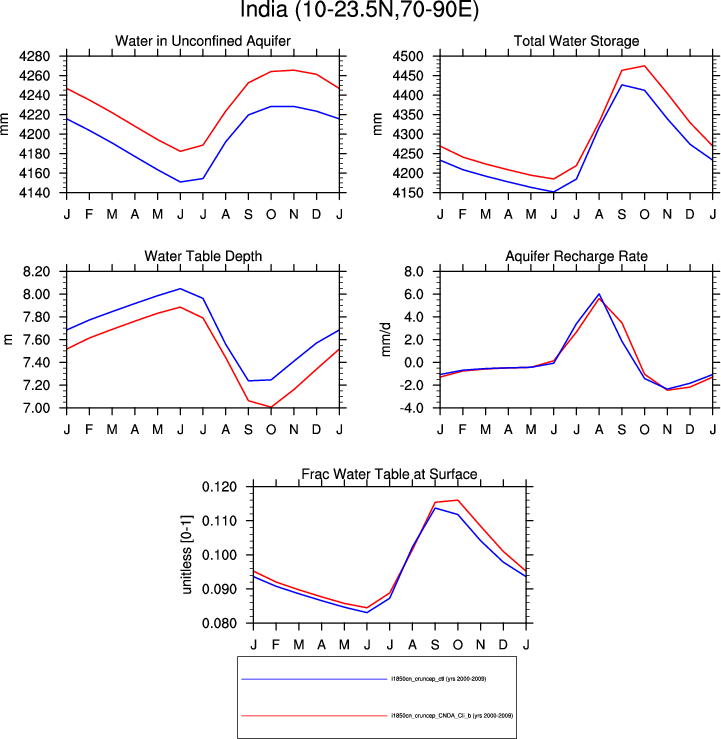 India (10-23.5N,70-90E)
Water in Unconfined Aquifer
4280
4260
4240
4220
4200
4180
4160
4140
mm
J F M A M J J A S O N D J
Total Water Storage
4500
4450
4400
4350
4300
4250
4200
4150
mm
J F M A M J J A S O N D J
Water Table Depth
8.20
8.00
7.80
7.60
7.40
7.20
7.00
m
J F M A M J J A S O N D J
Aquifer Recharge Rate
8.0
6.0
4.0
2.0
0.0
-2.0
-4.0
mm/d
J F M A M J J A S O N D J
Frac Water Table at Surface
0.120
0.110
0.100
0.090
0.080
unitless [0-1]
J F M A M J J A S O N D J
i1850cn_cruncep_ctl (yrs 2000-2009)
i1850cn_cruncep_CNDA_Cli_b (yrs 2000-2009)